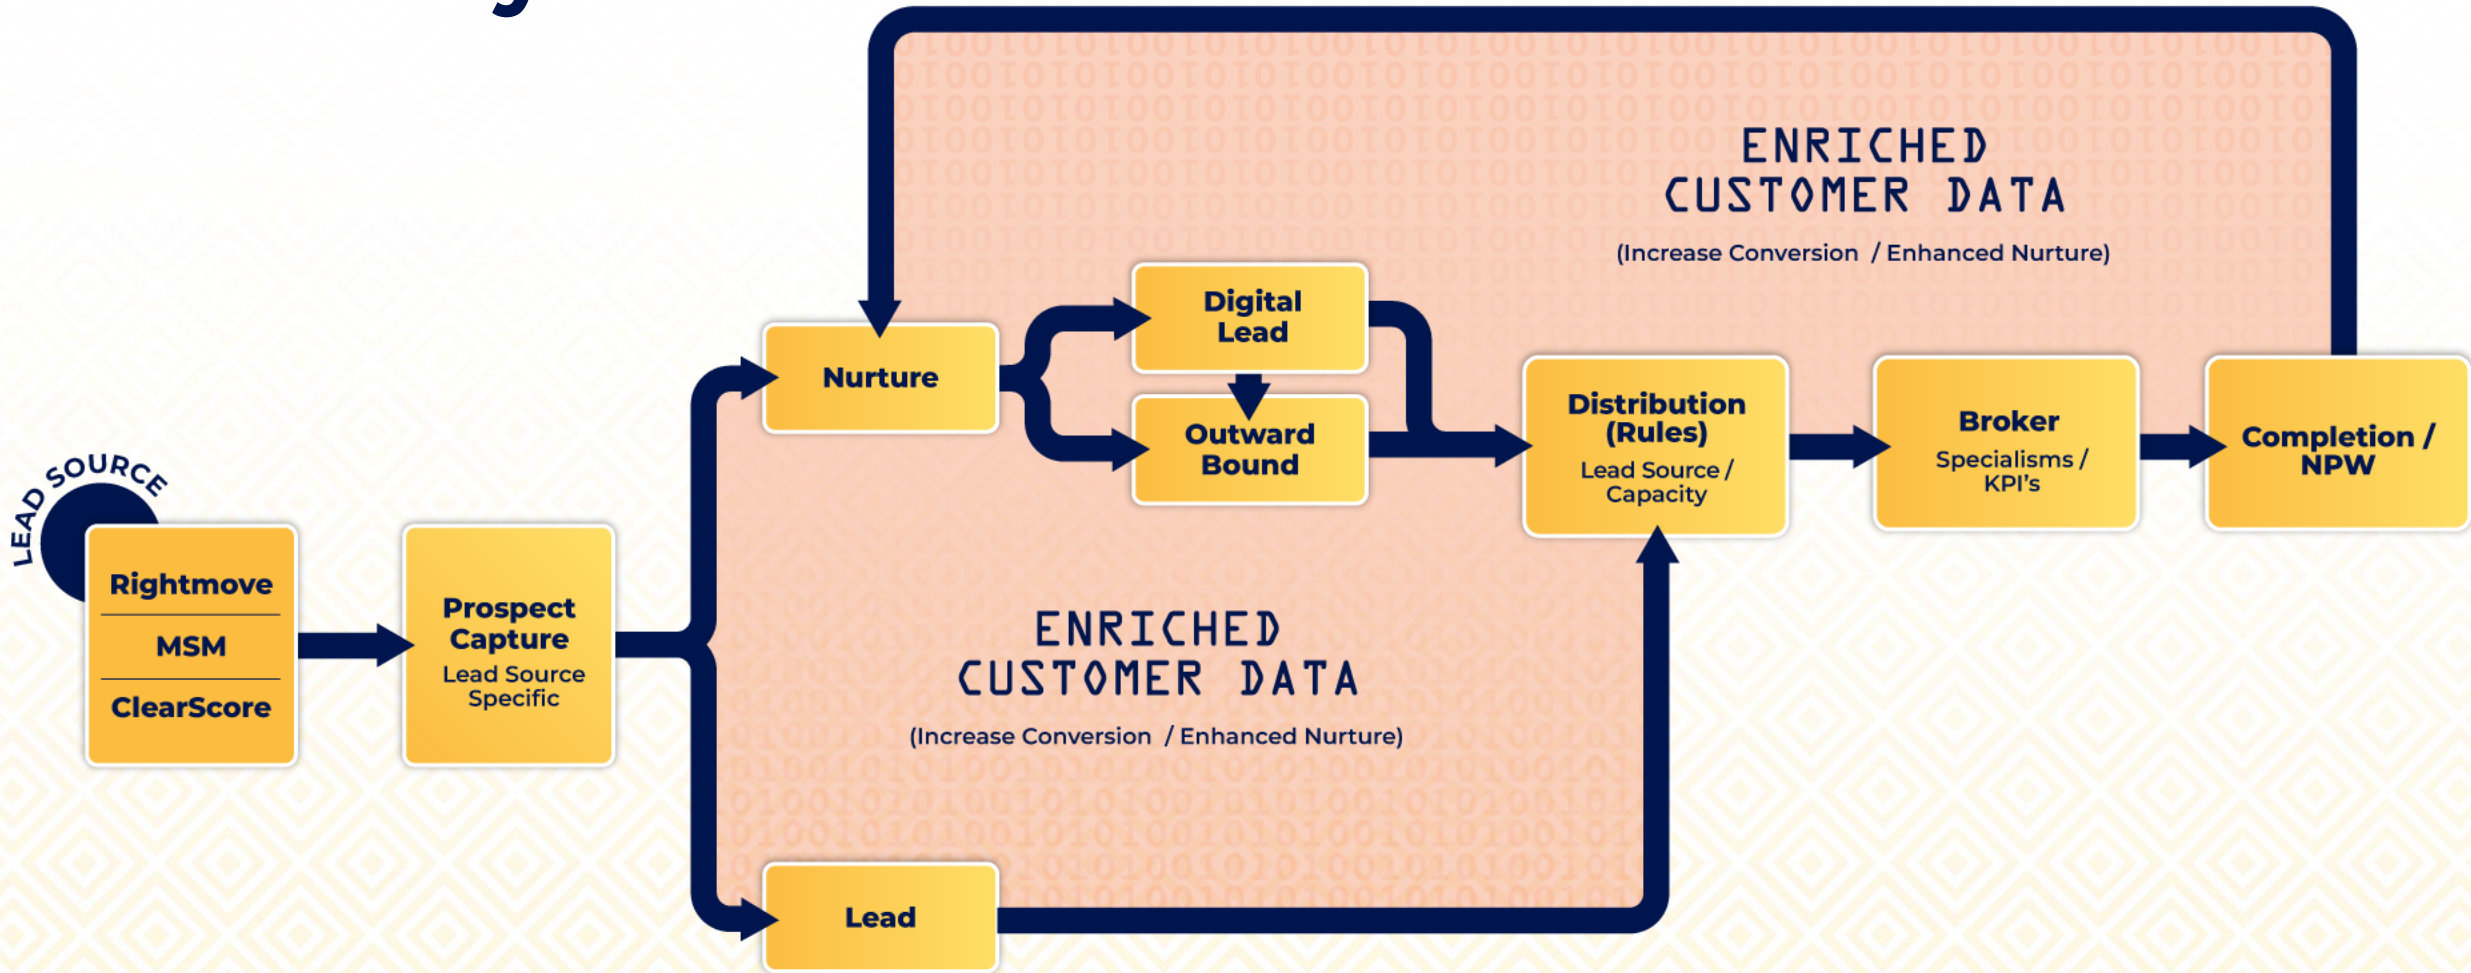 LEAD SOURCE
Rightmove
MSM
ClearScore
Prospect
Capture
Lead Source
Specific
Nurture
Lead
Digital
Lead
Outward
Bound
ENRICHED
CUSTOMER DATA
(Increase Conversion / Enhanced Nurture)
ENRICHED
CUSTOMER DATA
(Increase Conversion / Enhanced Nurture)
Distribution
(Rules)
Lead Source /
Capacity
Broker
Specialisms /
KPI's
Completion /
NPW